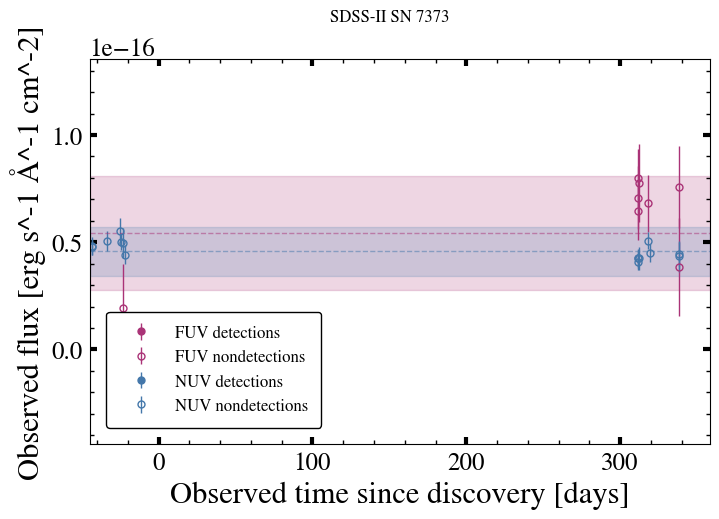 SDSS-II SN 7373
1e−16
1.0
0.5
0.0
Observed flux [erg s^-1 Å^-1 cm^-2]
FUV detections
FUV nondetections
NUV detections
NUV nondetections
0 100 200 300
Observed time since discovery [days]